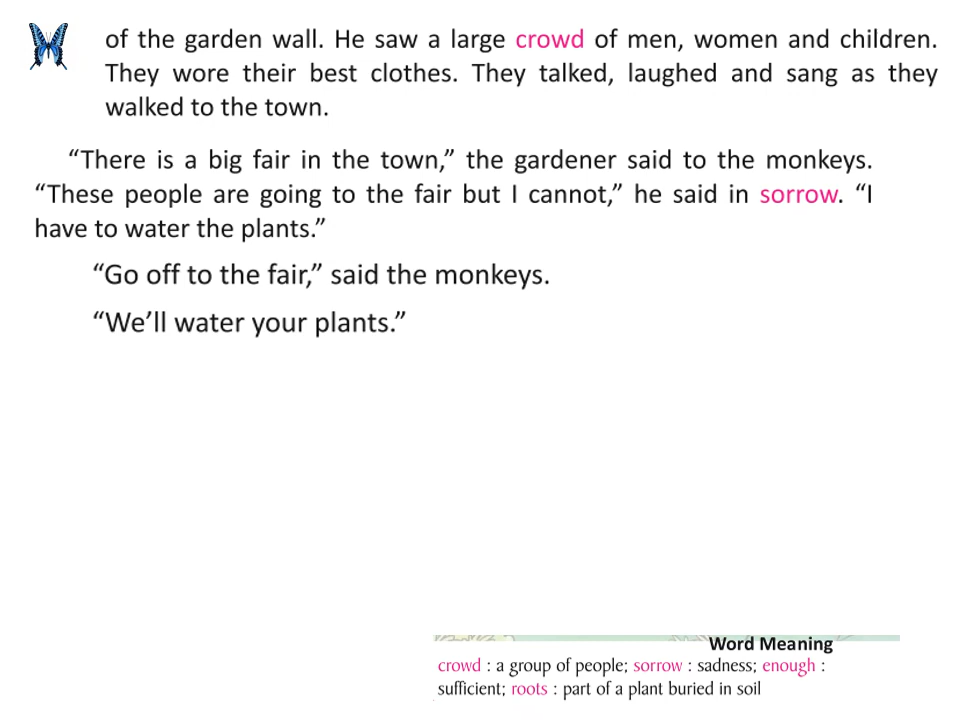 of the garden wall. He saw a large crowd of men, women and children.
They wore their best clothes. They talked, laughed and sang as they
walked to the town.
“There is a big fair in the town,” the gardener said to the monkeys.
“These people are going to the fair but I cannot,” he said in sorrow. “I
have to water the plants.”
“Go off to the fair,” said the monkeys.
“We’ll water your plants.”
Word Meaning
crowd : a group of people; sorrow : sadness; enough :
sufficient; roots : part of a plant buried in soil